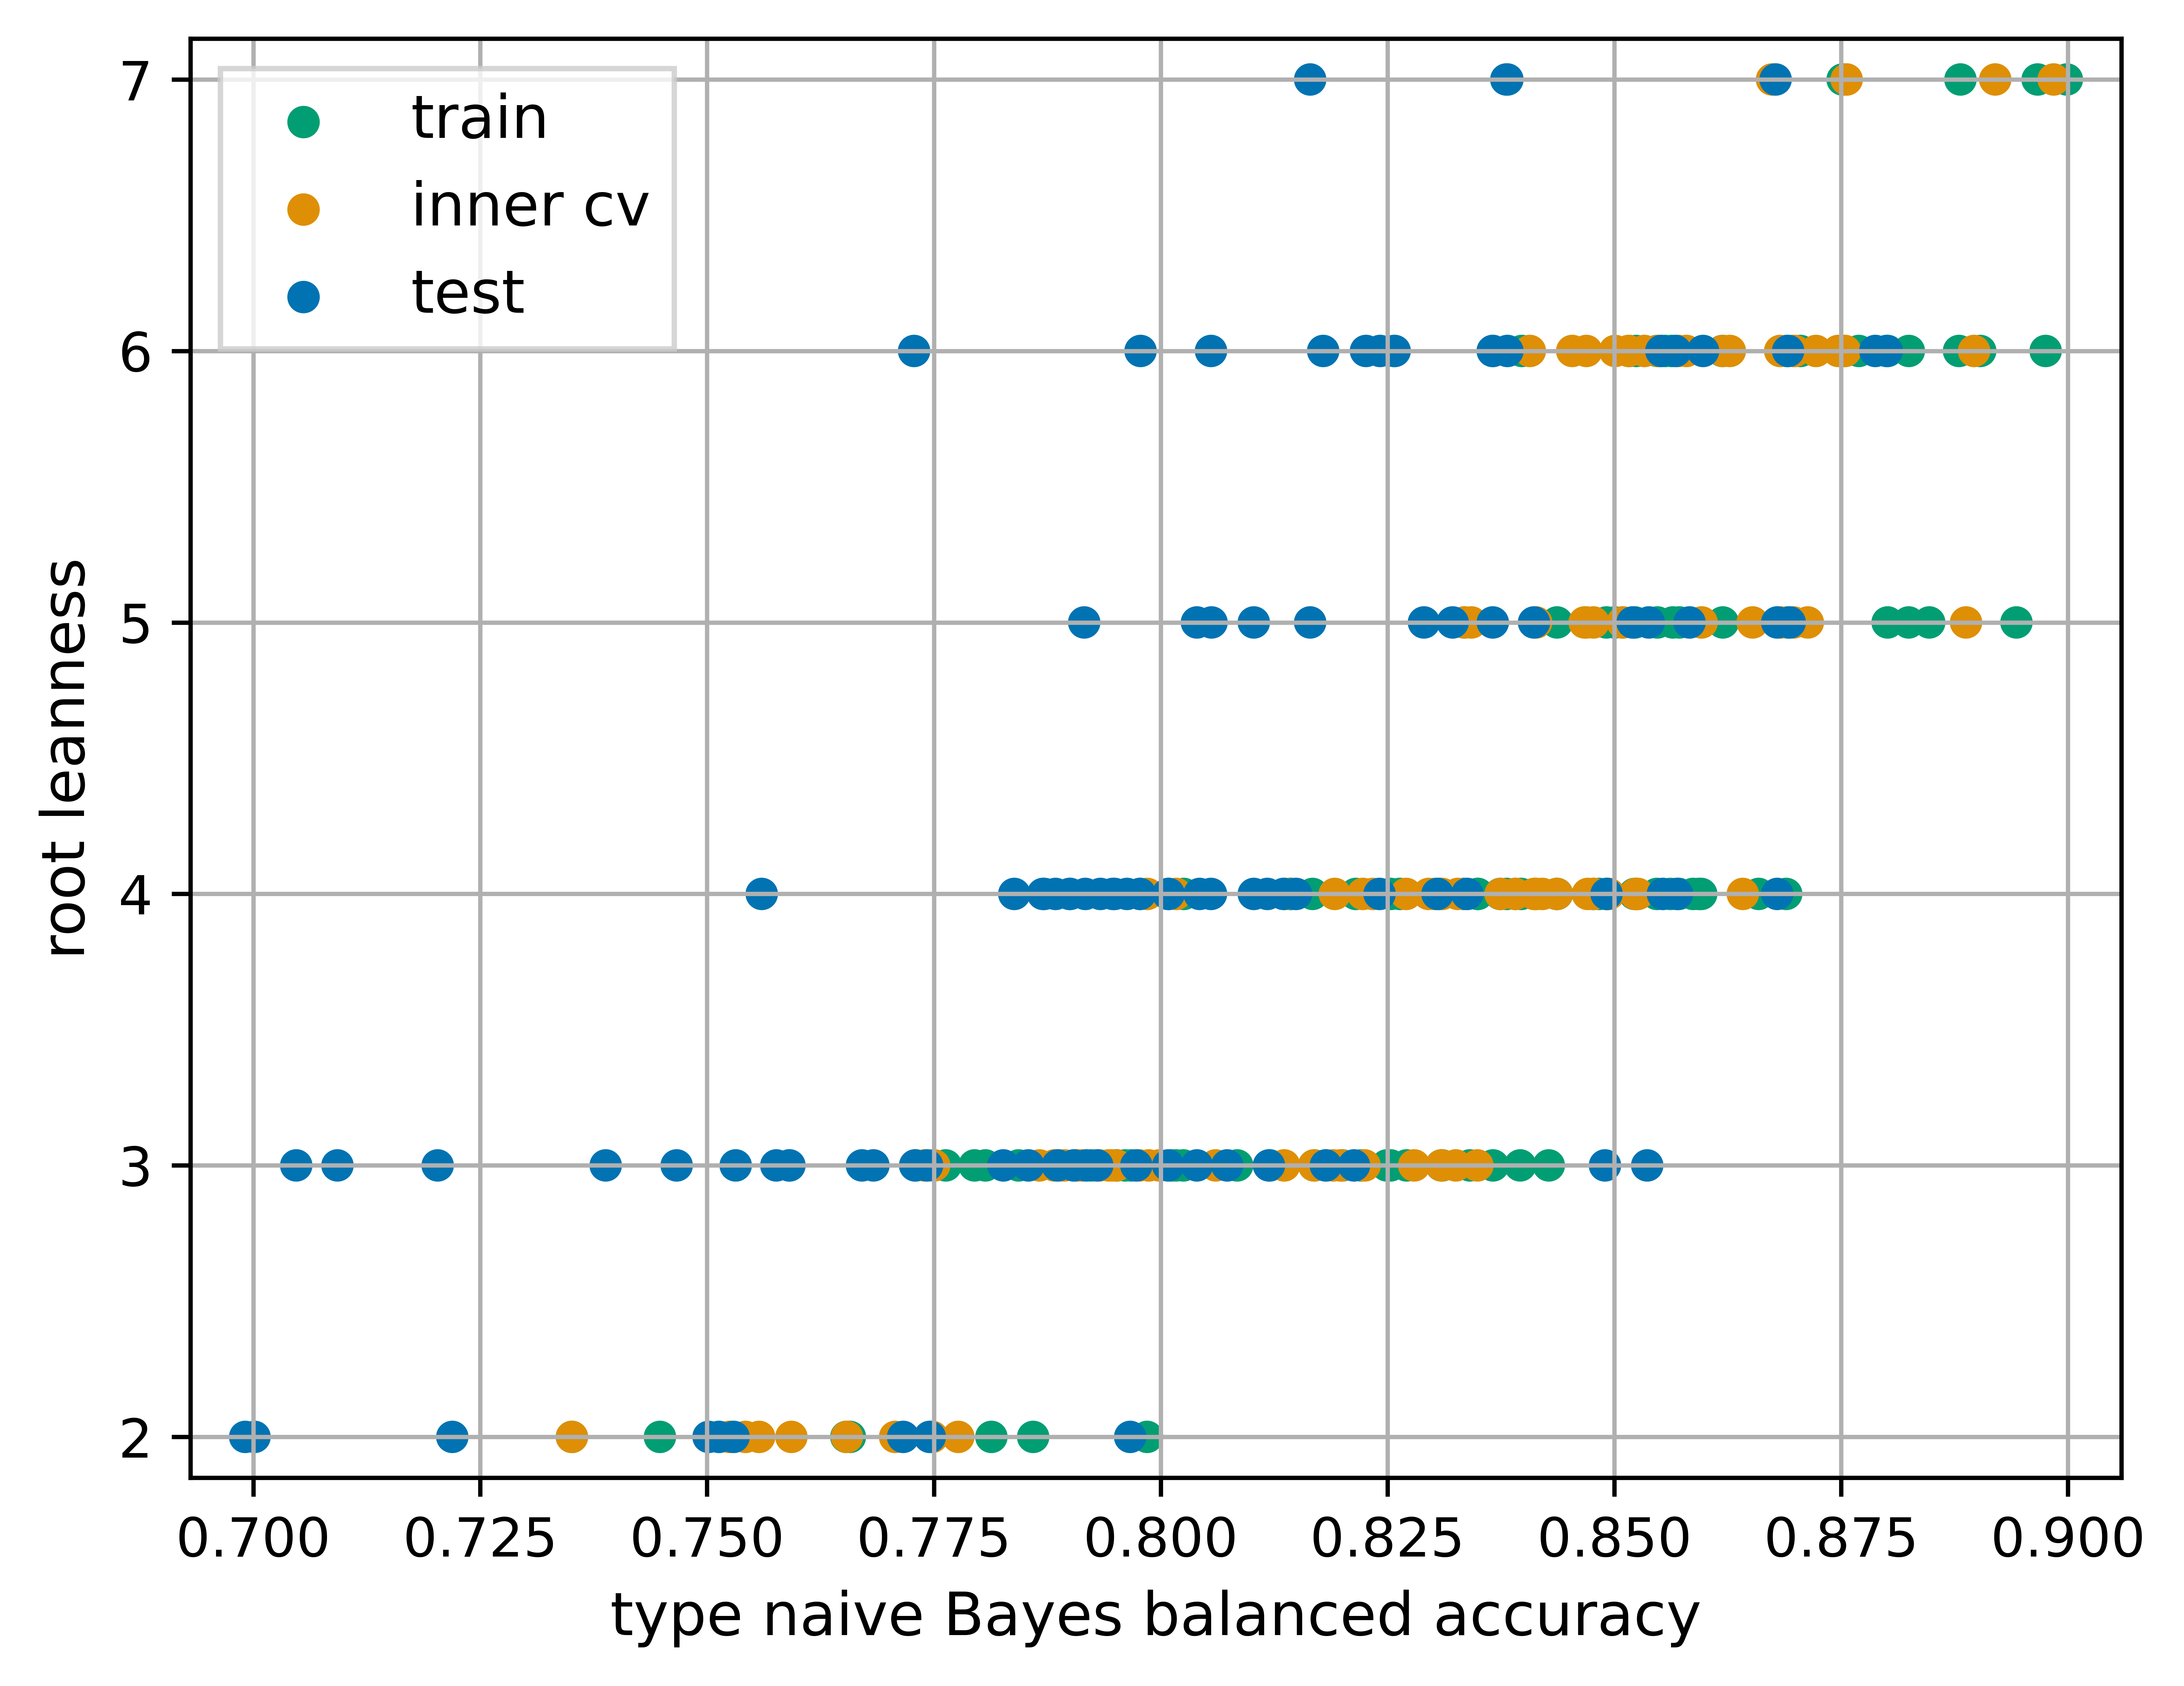 7
train
inner cv
test
6
5
4
3
2
root leanness
0.700 0.725 0.750 0.775 0.800 0.825 0.850 0.875 0.900
type naive Bayes balanced accuracy